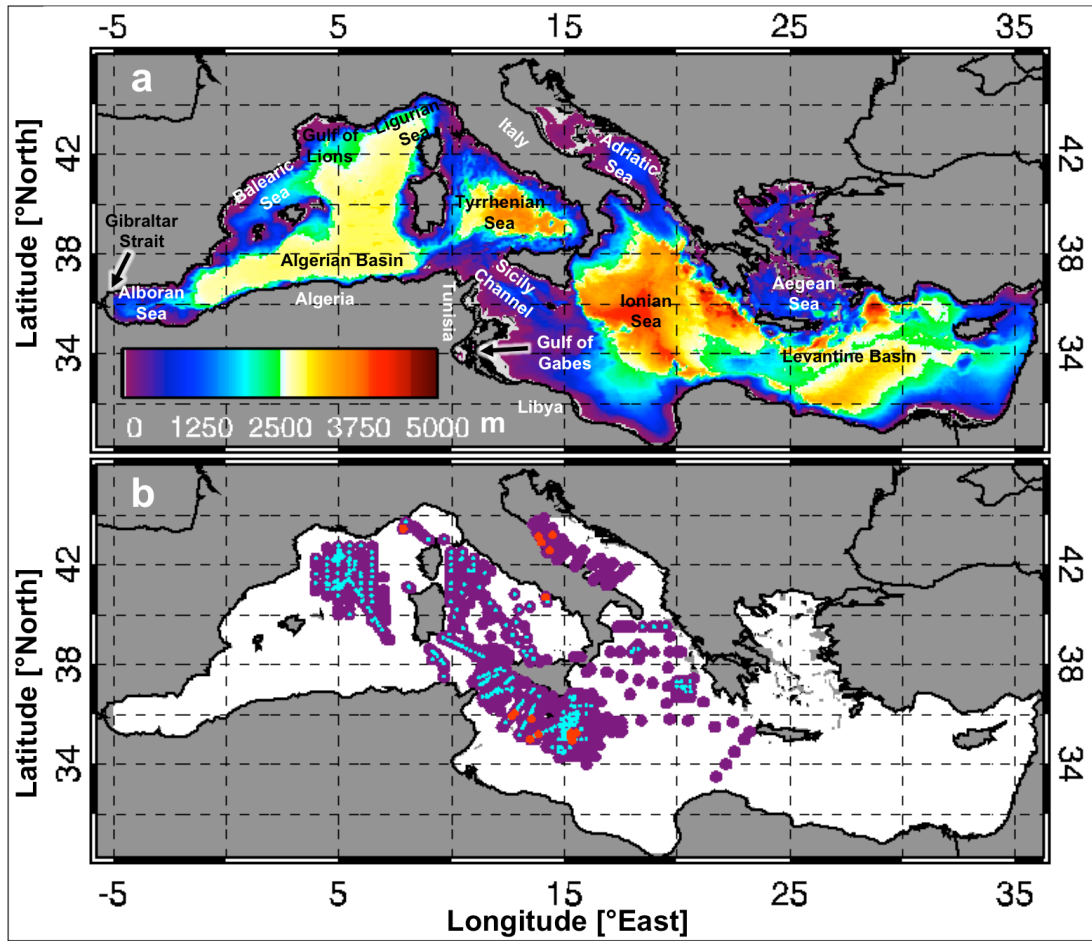 -5 5 15 25 35
a
Ligurian
Sea
Gulf of
Lions
Italy
Adriatic
Sea
42
42
Balearic
Sea
Gibraltar
Strait
Tyrrhenian
Sea
38
38
Algerian Basin
Sicily
Channel
Alboran
Sea
Algeria
Tunisia
Ionian
Sea
Aegean
Sea
34
34
Gulf of
Gabes
Levantine Basin
Libya
0 1250 2500 3750 5000 m
Latitude [°North]
b
42
42
38
38
34
34
Latitude [°North]
-5 5 15 25 35
Longitude [°East]